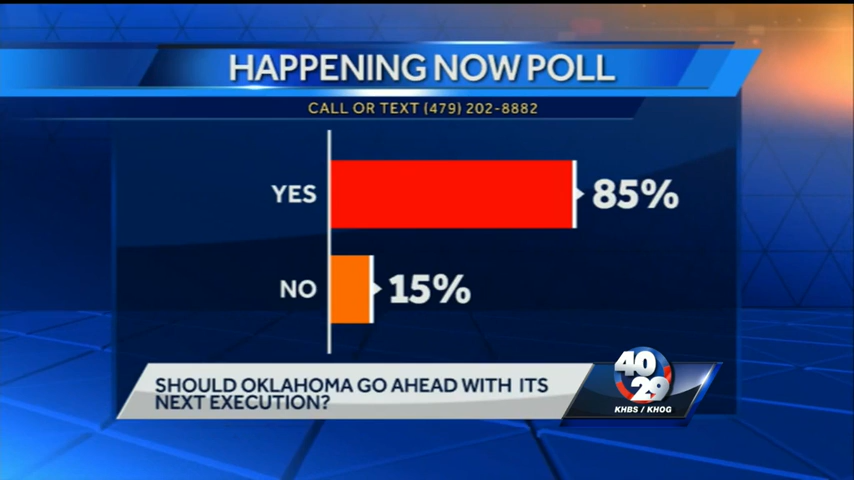 HAPPENING NOW POLL
CALL OR TEXT (479) 202-8882
YES 85%
NO 15%
SHOULD OKLAHOMA GO AHEAD WITH ITS
NEXT EXECUTION?
40
29
KHBS / KHOG